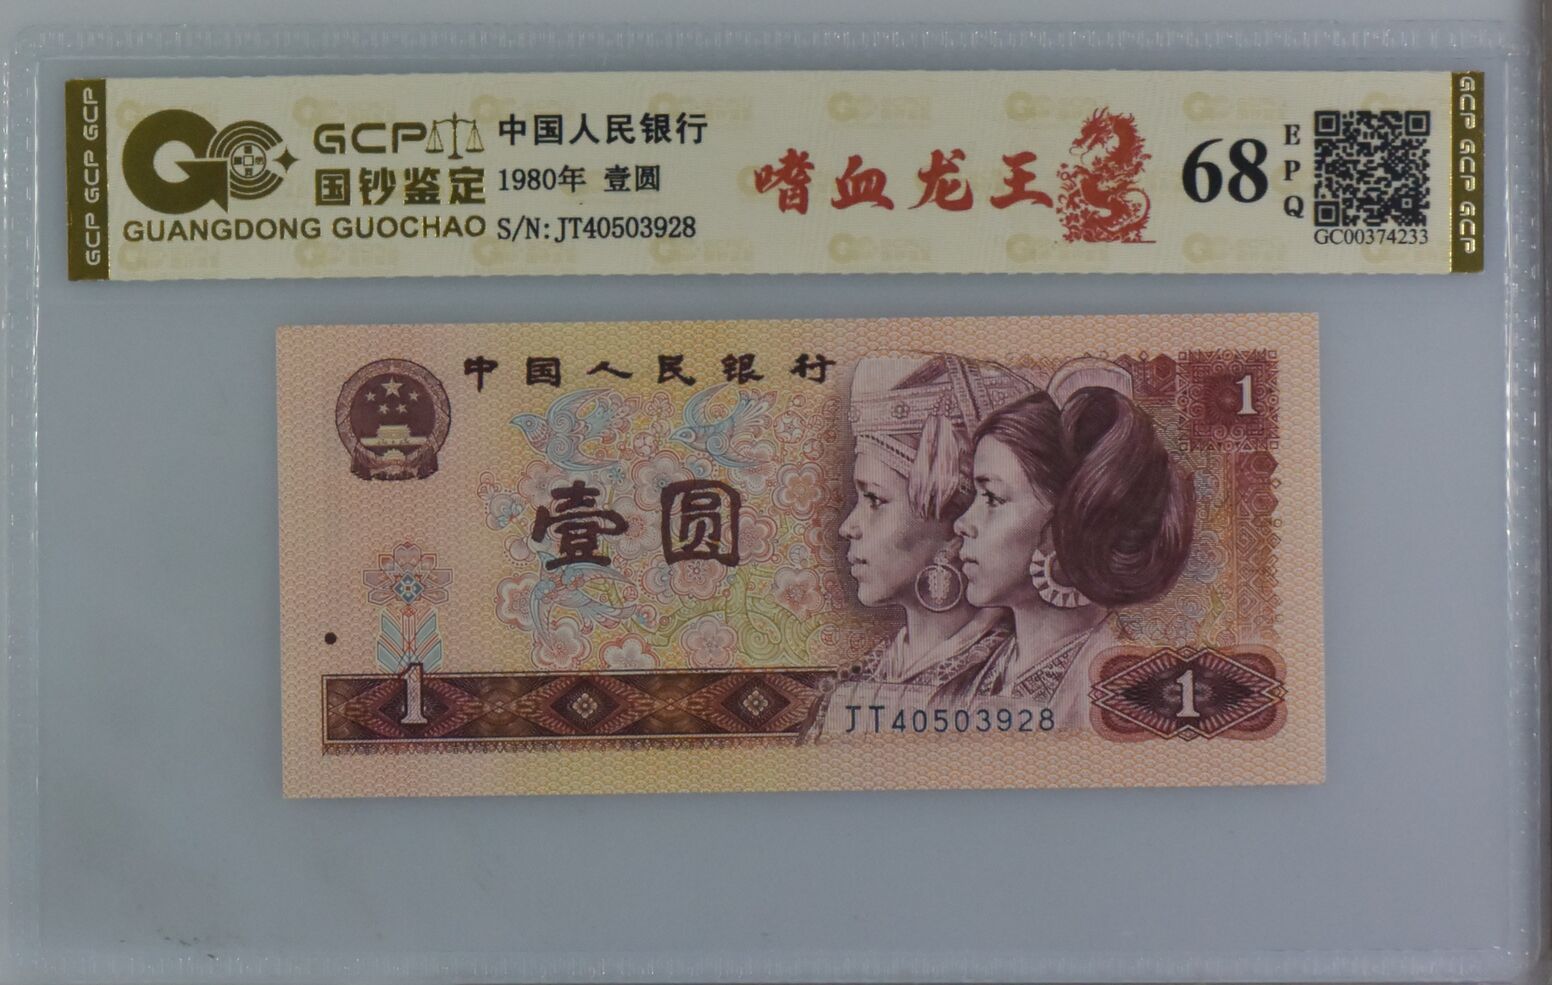 GCP GCP GCP
GCP
国钞鉴定
GUANGDONG GUOCHAO
中国人民银行
1980年 壹圆
S/N:JT40503928
嗜血龙王
68
EPQ
GC00374233
GCP GCP GCP
中国人民银行
1
壹圆
1
JT40503928
1